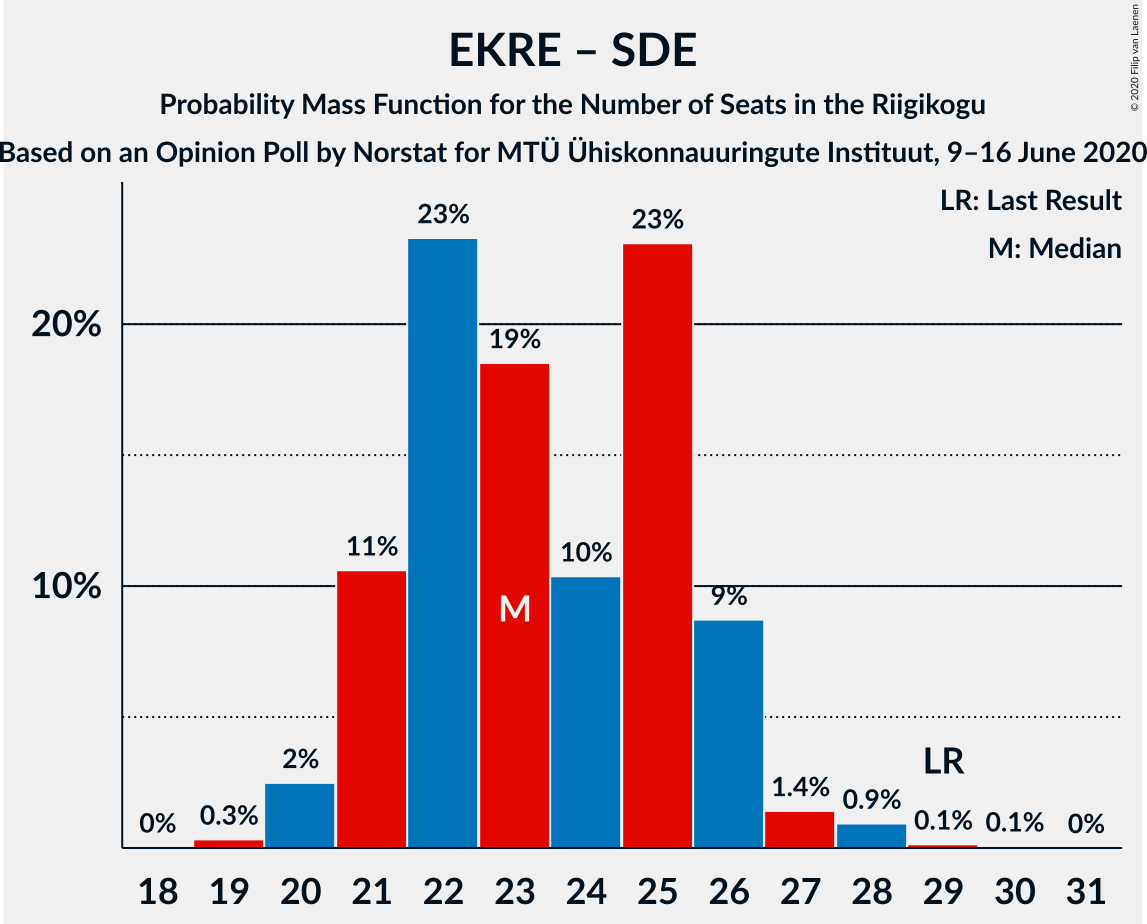 EKRE – SDE
Probability Mass Function for the Number of Seats in the Riigikogu
Based on an Opinion Poll by Norstat for MTÜ Ühiskonnauuringute Instituut, 9–16 June 2020
© 2020 Filip van Laenen
LR: Last Result
M: Median
23%
23%
20%
19%
11%
10%
10%
9%
M
LR
2%
1.4%
0.9%
0.3%
0%
0.1%
0.1%
0%
18 19 20 21 22 23 24 25 26 27 28 29 30 31